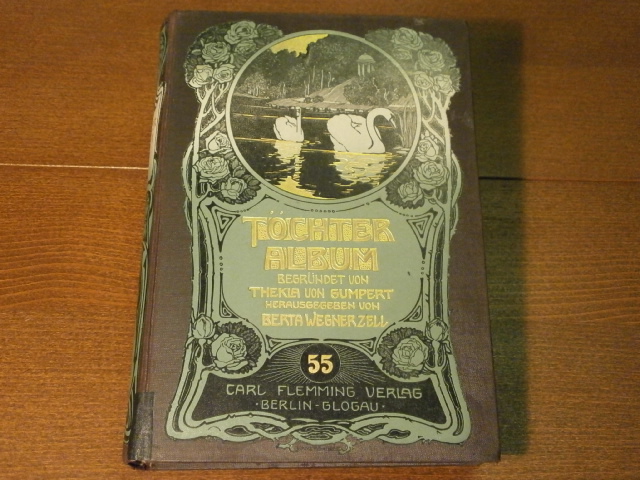 TÖCHTER
ALBUM
BEGRÜNDET VON
THEKLA VON GUMPERT
HERAUSGEGEBEN VON
BERTA WEGNER ZELL
55
CARL FLEMMING VERLAG
·BERLIN-GLOGAU·